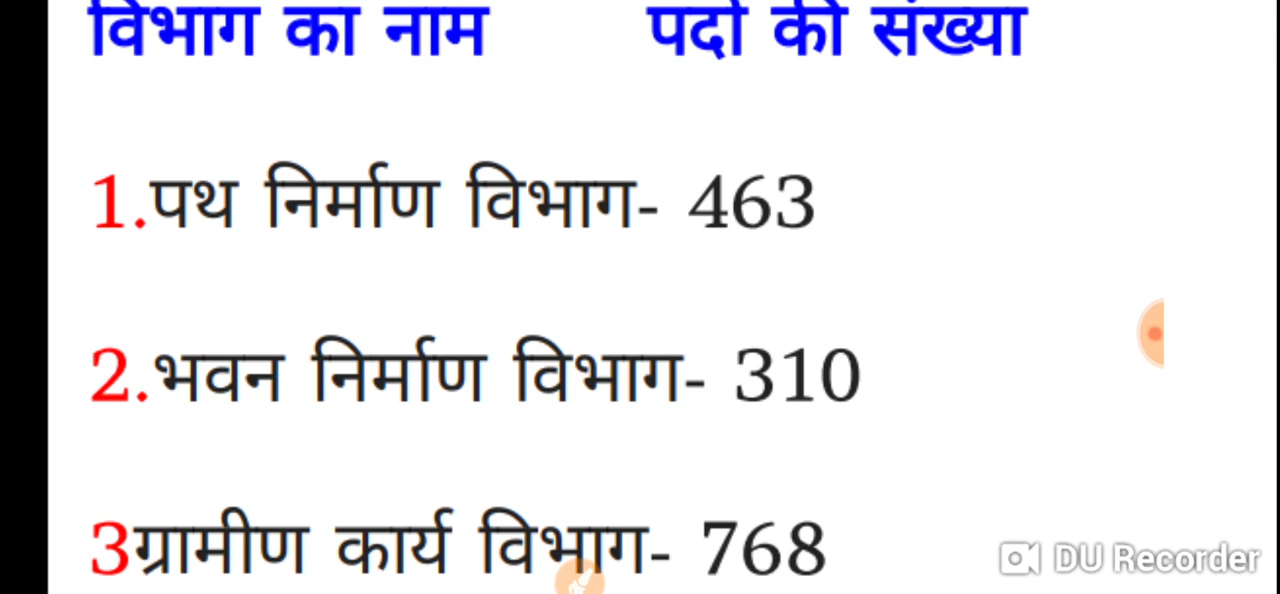 विभाग का नाम पदों की संख्या
1.पथ निर्माण विभाग- 463
2.भवन निर्माण विभाग- 310
3ग्रामीण कार्य विभाग- 768
DU Recorder